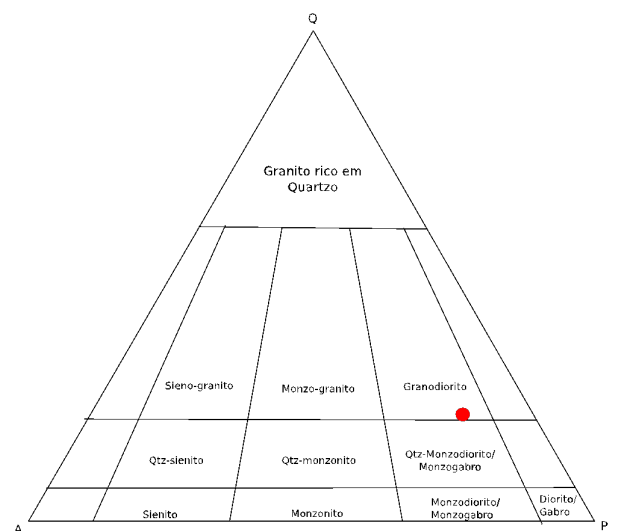 Q
Granito rico em
Quartzo
Sieno-granito
Monzo-granito
Granodiorito
Qtz-sienito
Qtz-monzonito
Qtz-Monzodiorito/
Monzogabro
Sienito
Monzonito
Monzodiorito/
Monzogabro
Diorito/
Gabro
A
P